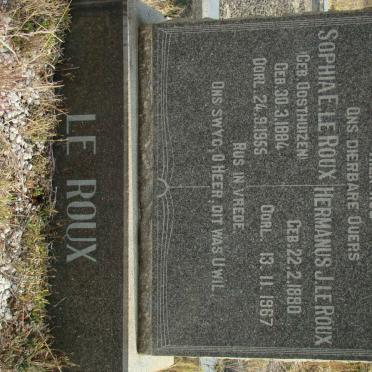 ONS DIERBARE OUERS
SOPHIA E. LE ROUX HERMANUS J. LE ROUX
(GEB. OOSTHUIZEN)
GEB. 30.3.1884 GEB. 22.2.1880
OORL. 24.9.1955 OORL. 13.11.1967
RUS IN VREDE.
ONS SWYG, O HEER, DIT WAS U WIL.
LE ROUX